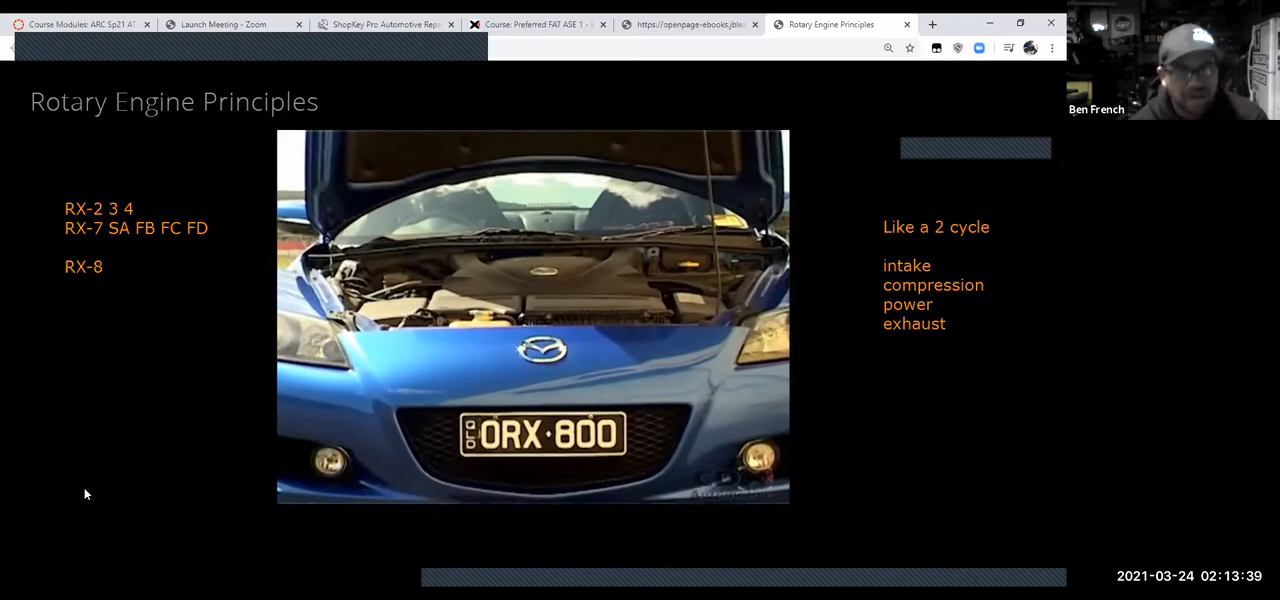 Course Modules: ARC Sp21 AT
Launch Meeting - Zoom
ShopKey Pro Automotive Repa
Course: Preferred FAT ASE 1 - E
https://openpage-ebooks.jble
Rotary Engine Principles
Ben French
Rotary Engine Principles
RX-2 3 4
RX-7 SA FB FC FD
RX-8
Like a 2 cycle
intake
compression
power
exhaust
QLD
ORX·800
2021-03-24 02:13:39